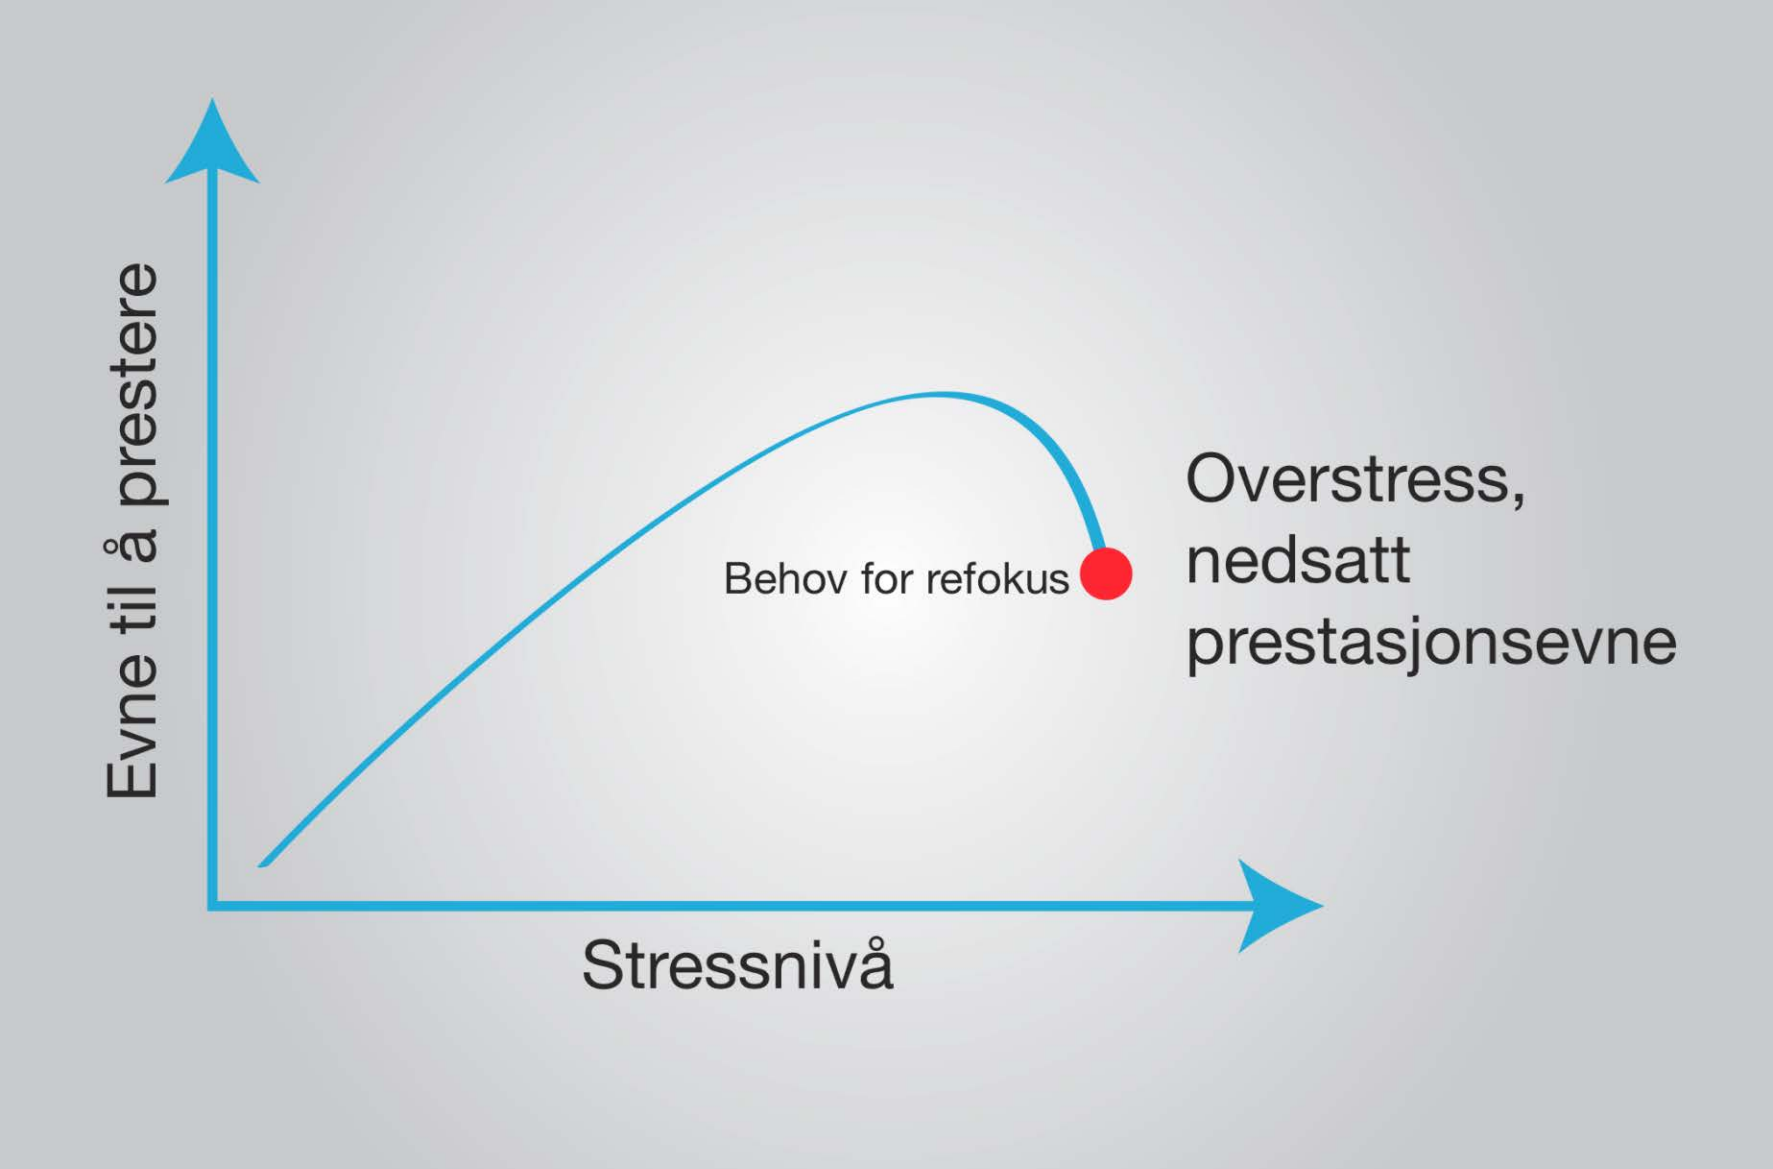 Evne til å prestere
Overstress,
nedsatt
prestasjonsevne
Behov for refokus
Stressnivå